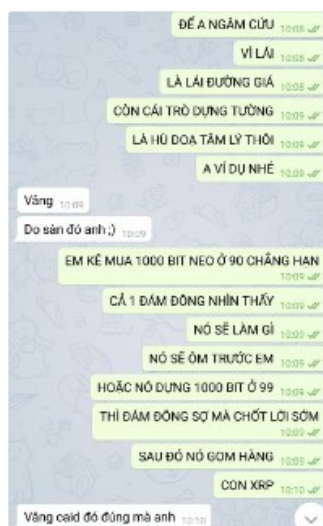 ĐỂ A NGÂM CỨU 10:08
VÌ LÁI 10:08
LÀ LÁI ĐƯỜNG GIÁ 10:08
CÒN CÁI TRÒ DỰNG TƯỜNG 10:09
LÀ HÙ DOẠ TÂM LÝ THÔI 10:09
A VÍ DỤ NHÉ 10:09
Vâng 10:09
Do sàn đó anh ;) 10:09
EM KÊ MUA 1000 BIT NEO Ở 90 CHẲNG HẠN
10:09
CẢ 1 ĐÁM ĐÔNG NHÌN THẤY 10:09
NÓ SẼ LÀM GÌ 10:09
NÓ SẼ ÔM TRƯỚC EM 10:09
HOẶC NÓ DỰNG 1000 BIT Ở 99 10:09
THÌ ĐÁM ĐÔNG SỢ MÀ CHỐT LỜI SỚM
10:09
SAU ĐÓ NÓ GOM HÀNG 10:09
CON XRP 10:10
Vâng caid đó đúng mà anh 10:10